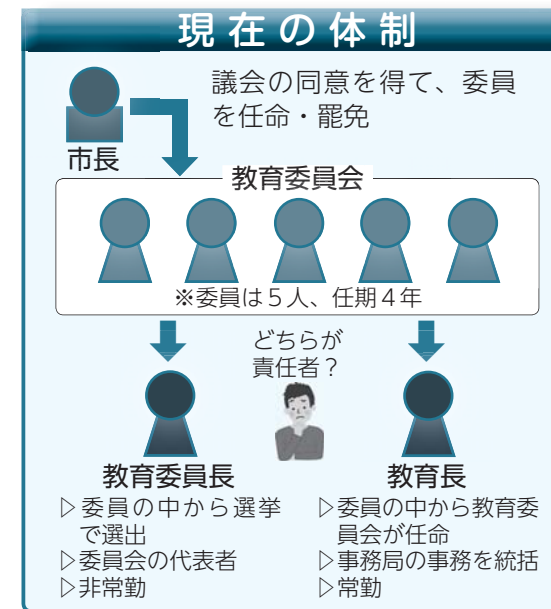 現在の体制
議会の同意を得て、委員
を任命・罷免
市長
教育委員会
※委員は５人、任期４年
どちらが
責任者？
教育委員長
▷委員の中から選挙
で選出
▷委員会の代表者
▷非常勤
教育長
▷委員の中から教育委
員会が任命
▷事務局の事務を統括
▷常勤